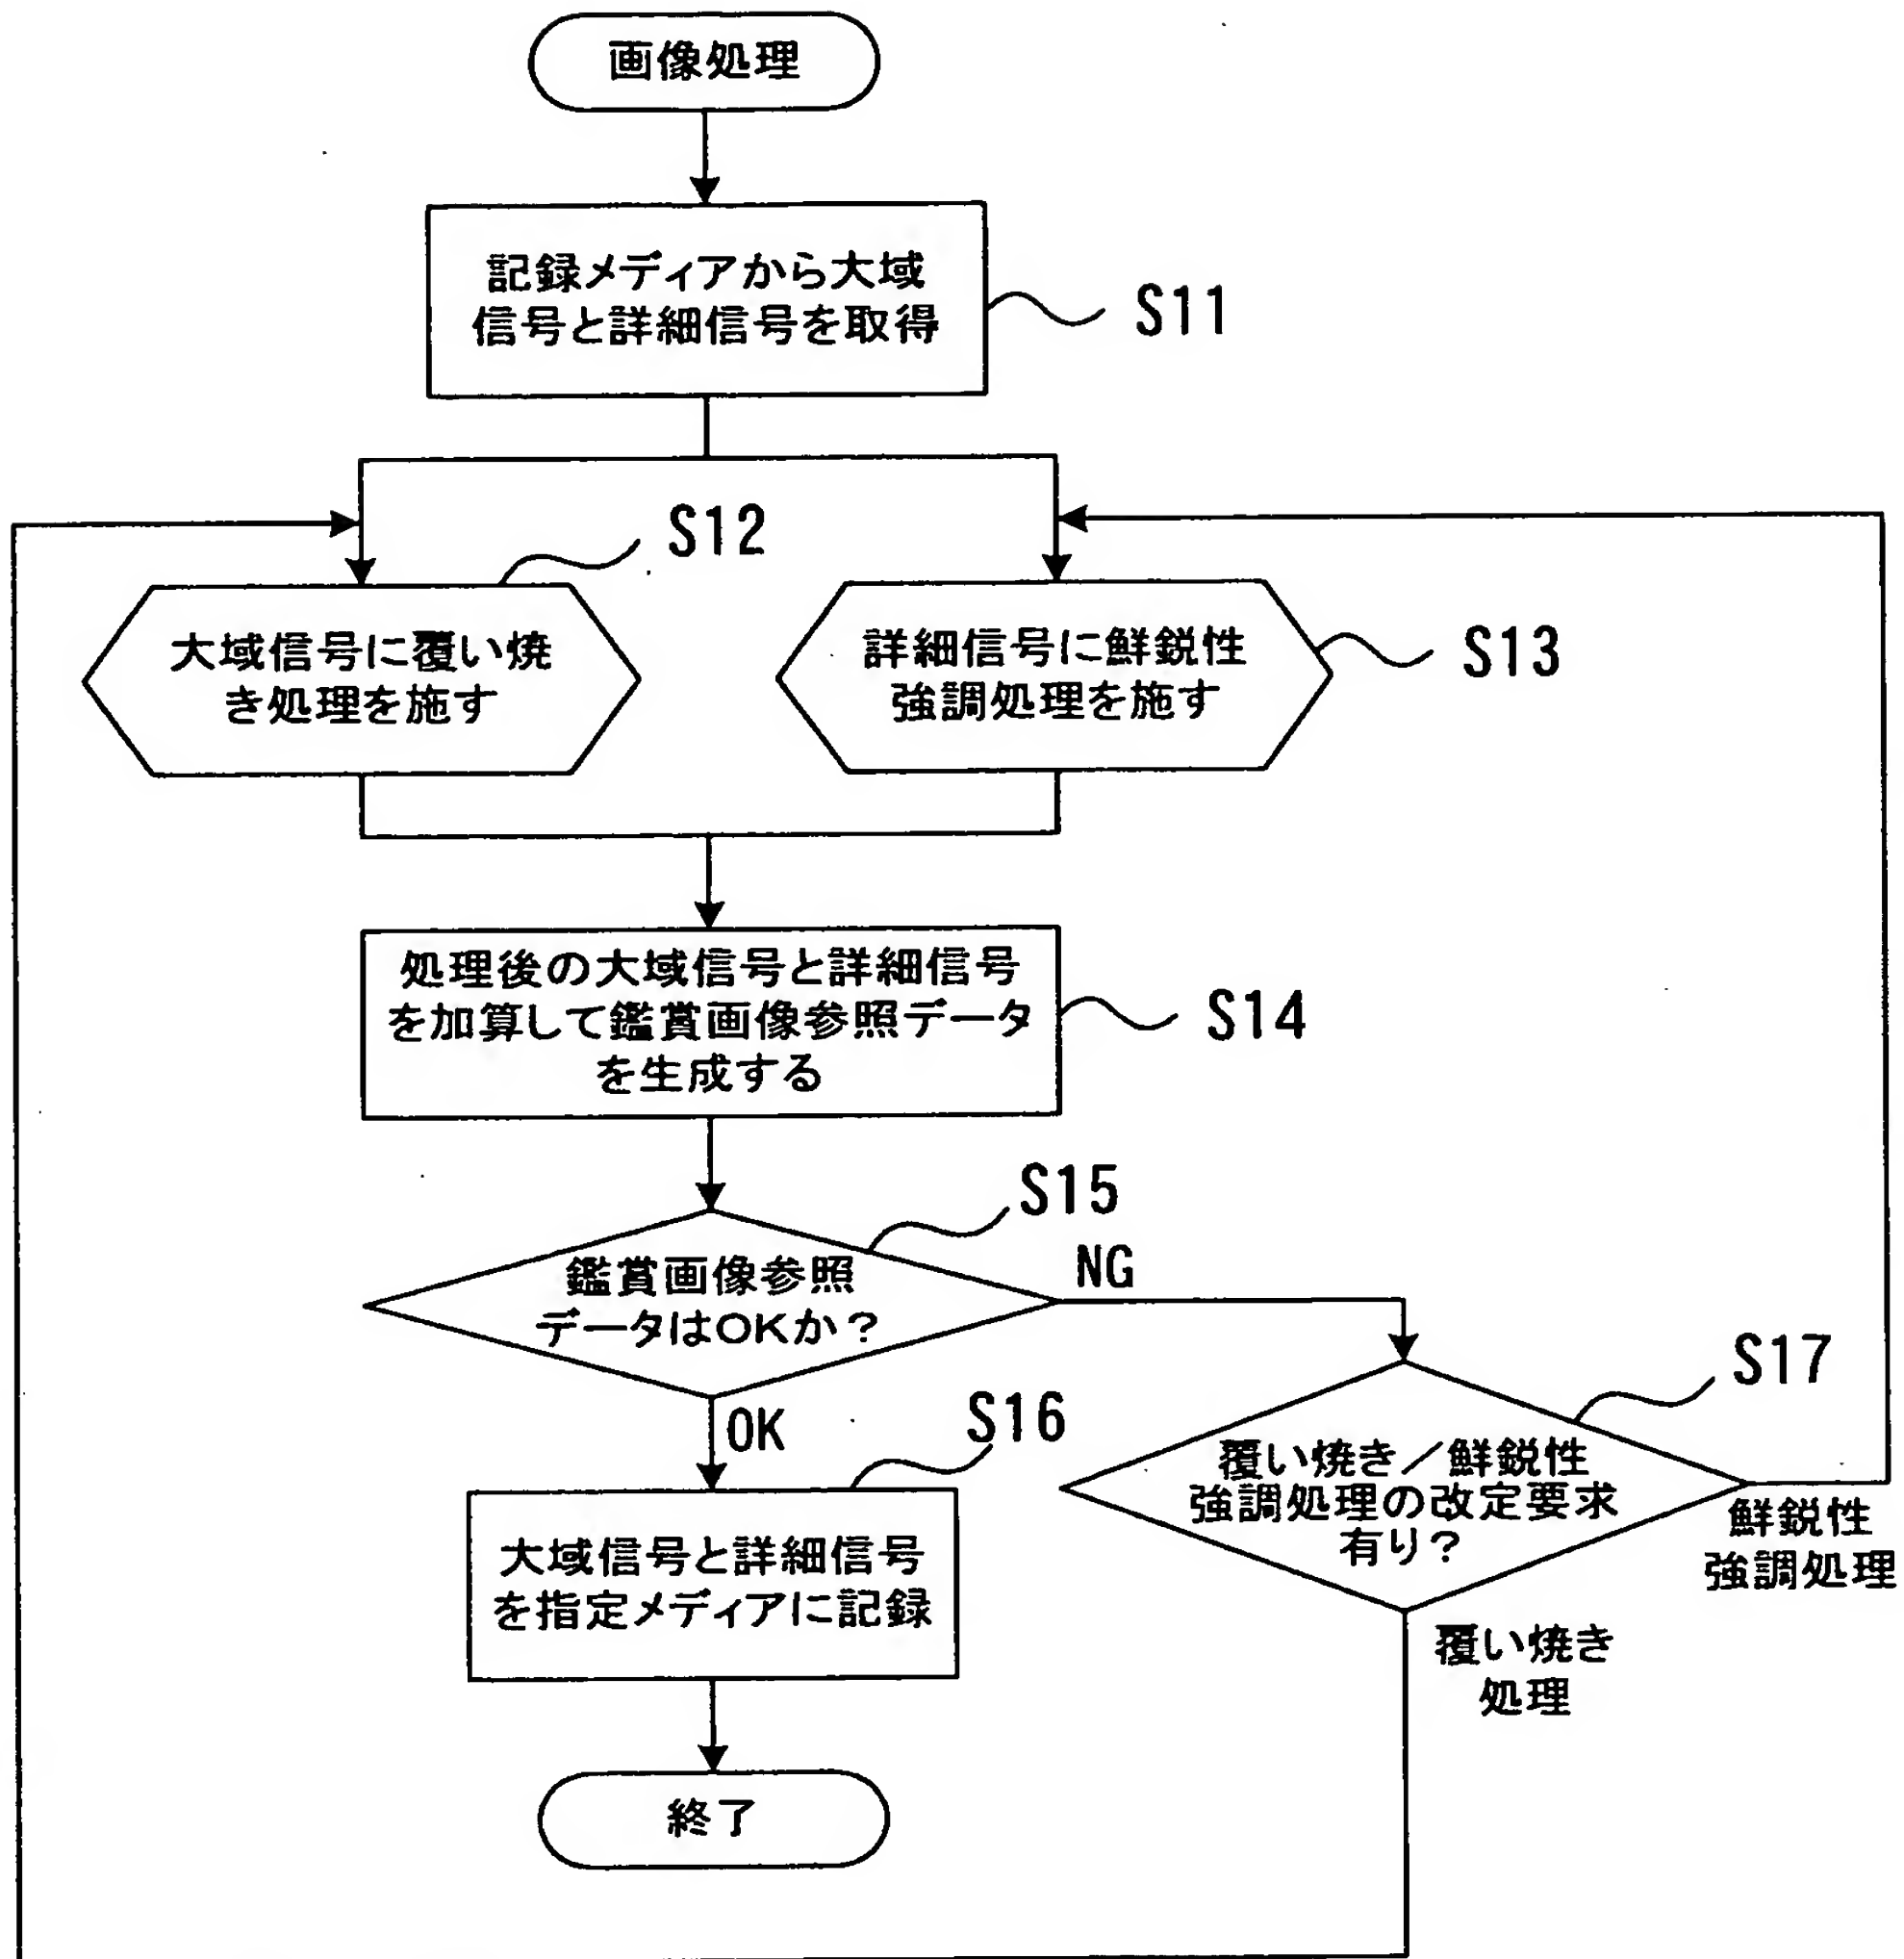 画像処理
記録メディアから大域
信号と詳細信号を取得
S11
S12
大域信号に覆い焼
き処理を施す
詳細信号に鮮鋭性
強調処理を施す
S13
処理後の大域信号と詳細信号
を加算して鑑賞画像参照データ
を生成する
S14
S15
鑑賞画像参照
データはOKか?
NG
OK
S16
大域信号と詳細信号
を指定メディアに記録
S17
覆い焼き/鮮鋭性
強調処理の改定要求
有り?
鮮鋭性
強調処理
覆い焼き
処理
終了